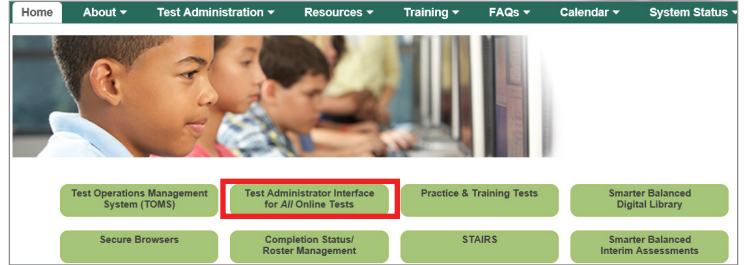 Home About Test Administration Resources Training FAQs Calendar System Status
Test Operations Management Test Administrator Interface Practice & Training Tests Smarter Balanced
System (TOMS) for All Online Tests Digital Library
Secure Browsers Completion Status/ STAIRS Smarter Balanced
Roster Management Interim Assessments